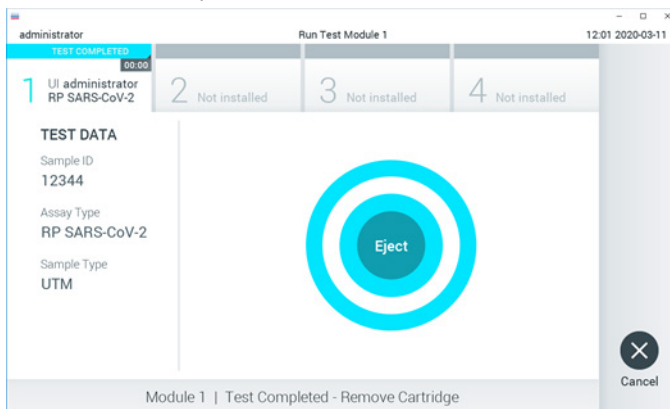 administrator Run Test Module 1 12:01 2020-03-11
TEST COMPLETED
00:00
1 UI administrator
RP SARS-CoV-2
2 Not installed
3 Not installed
4 Not installed
TEST DATA
Sample ID
12344
Assay Type
RP SARS-CoV-2
Sample Type
UTM
Eject
Cancel
Module 1 | Test Completed - Remove Cartridge